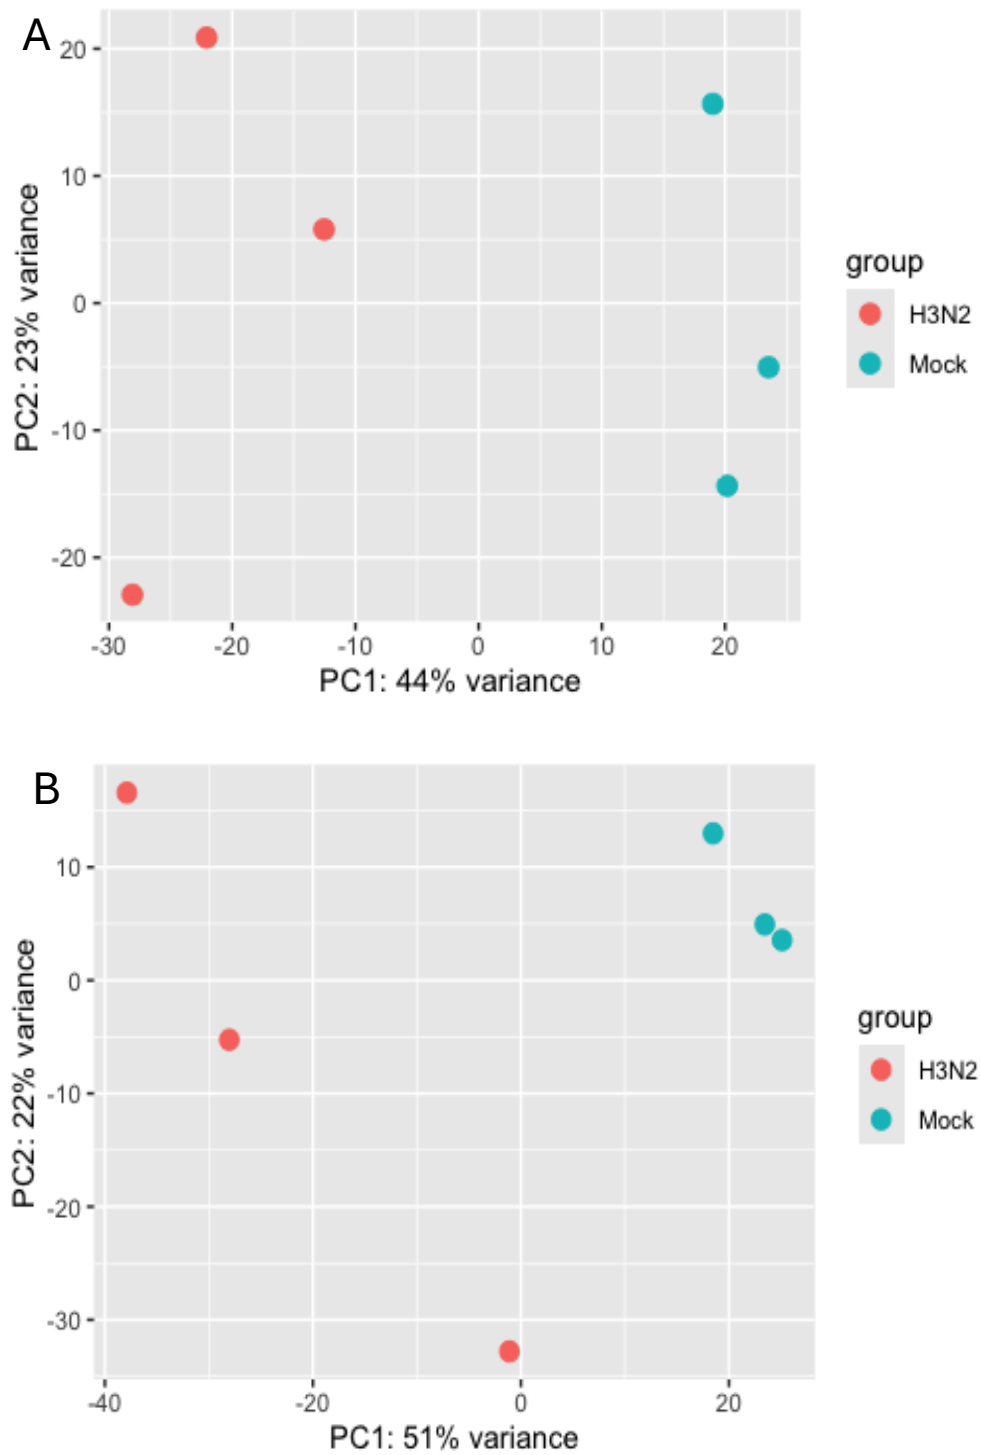 A
20
10
0
-10
-20
PC2: 23% variance
-30 -20 -10 0 10 20
PC1: 44% variance
group
H3N2
Mock
B
10
0
-10
-20
-30
PC2: 22% variance
-40 -20 0 20
PC1: 51% variance
group
H3N2
Mock